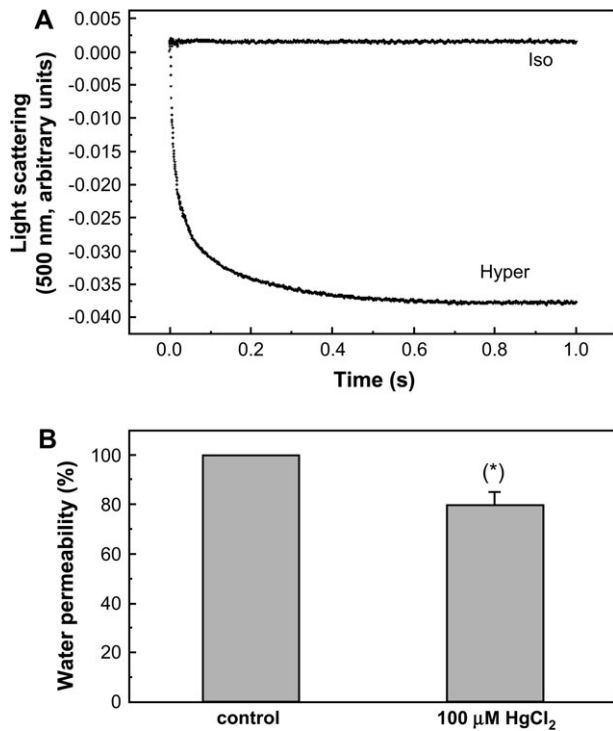 A
Light scattering
(500 nm, arbitrary units)
0.005
0.000
-0.005
-0.010
-0.015
-0.020
-0.025
-0.030
-0.035
-0.040
Iso
Hyper
0.0 0.2 0.4 0.6 0.8 1.0
Time (s)
B
Water permeability (%)
100
80
60
40
20
0
(*)
control 100 μM HgCl₂